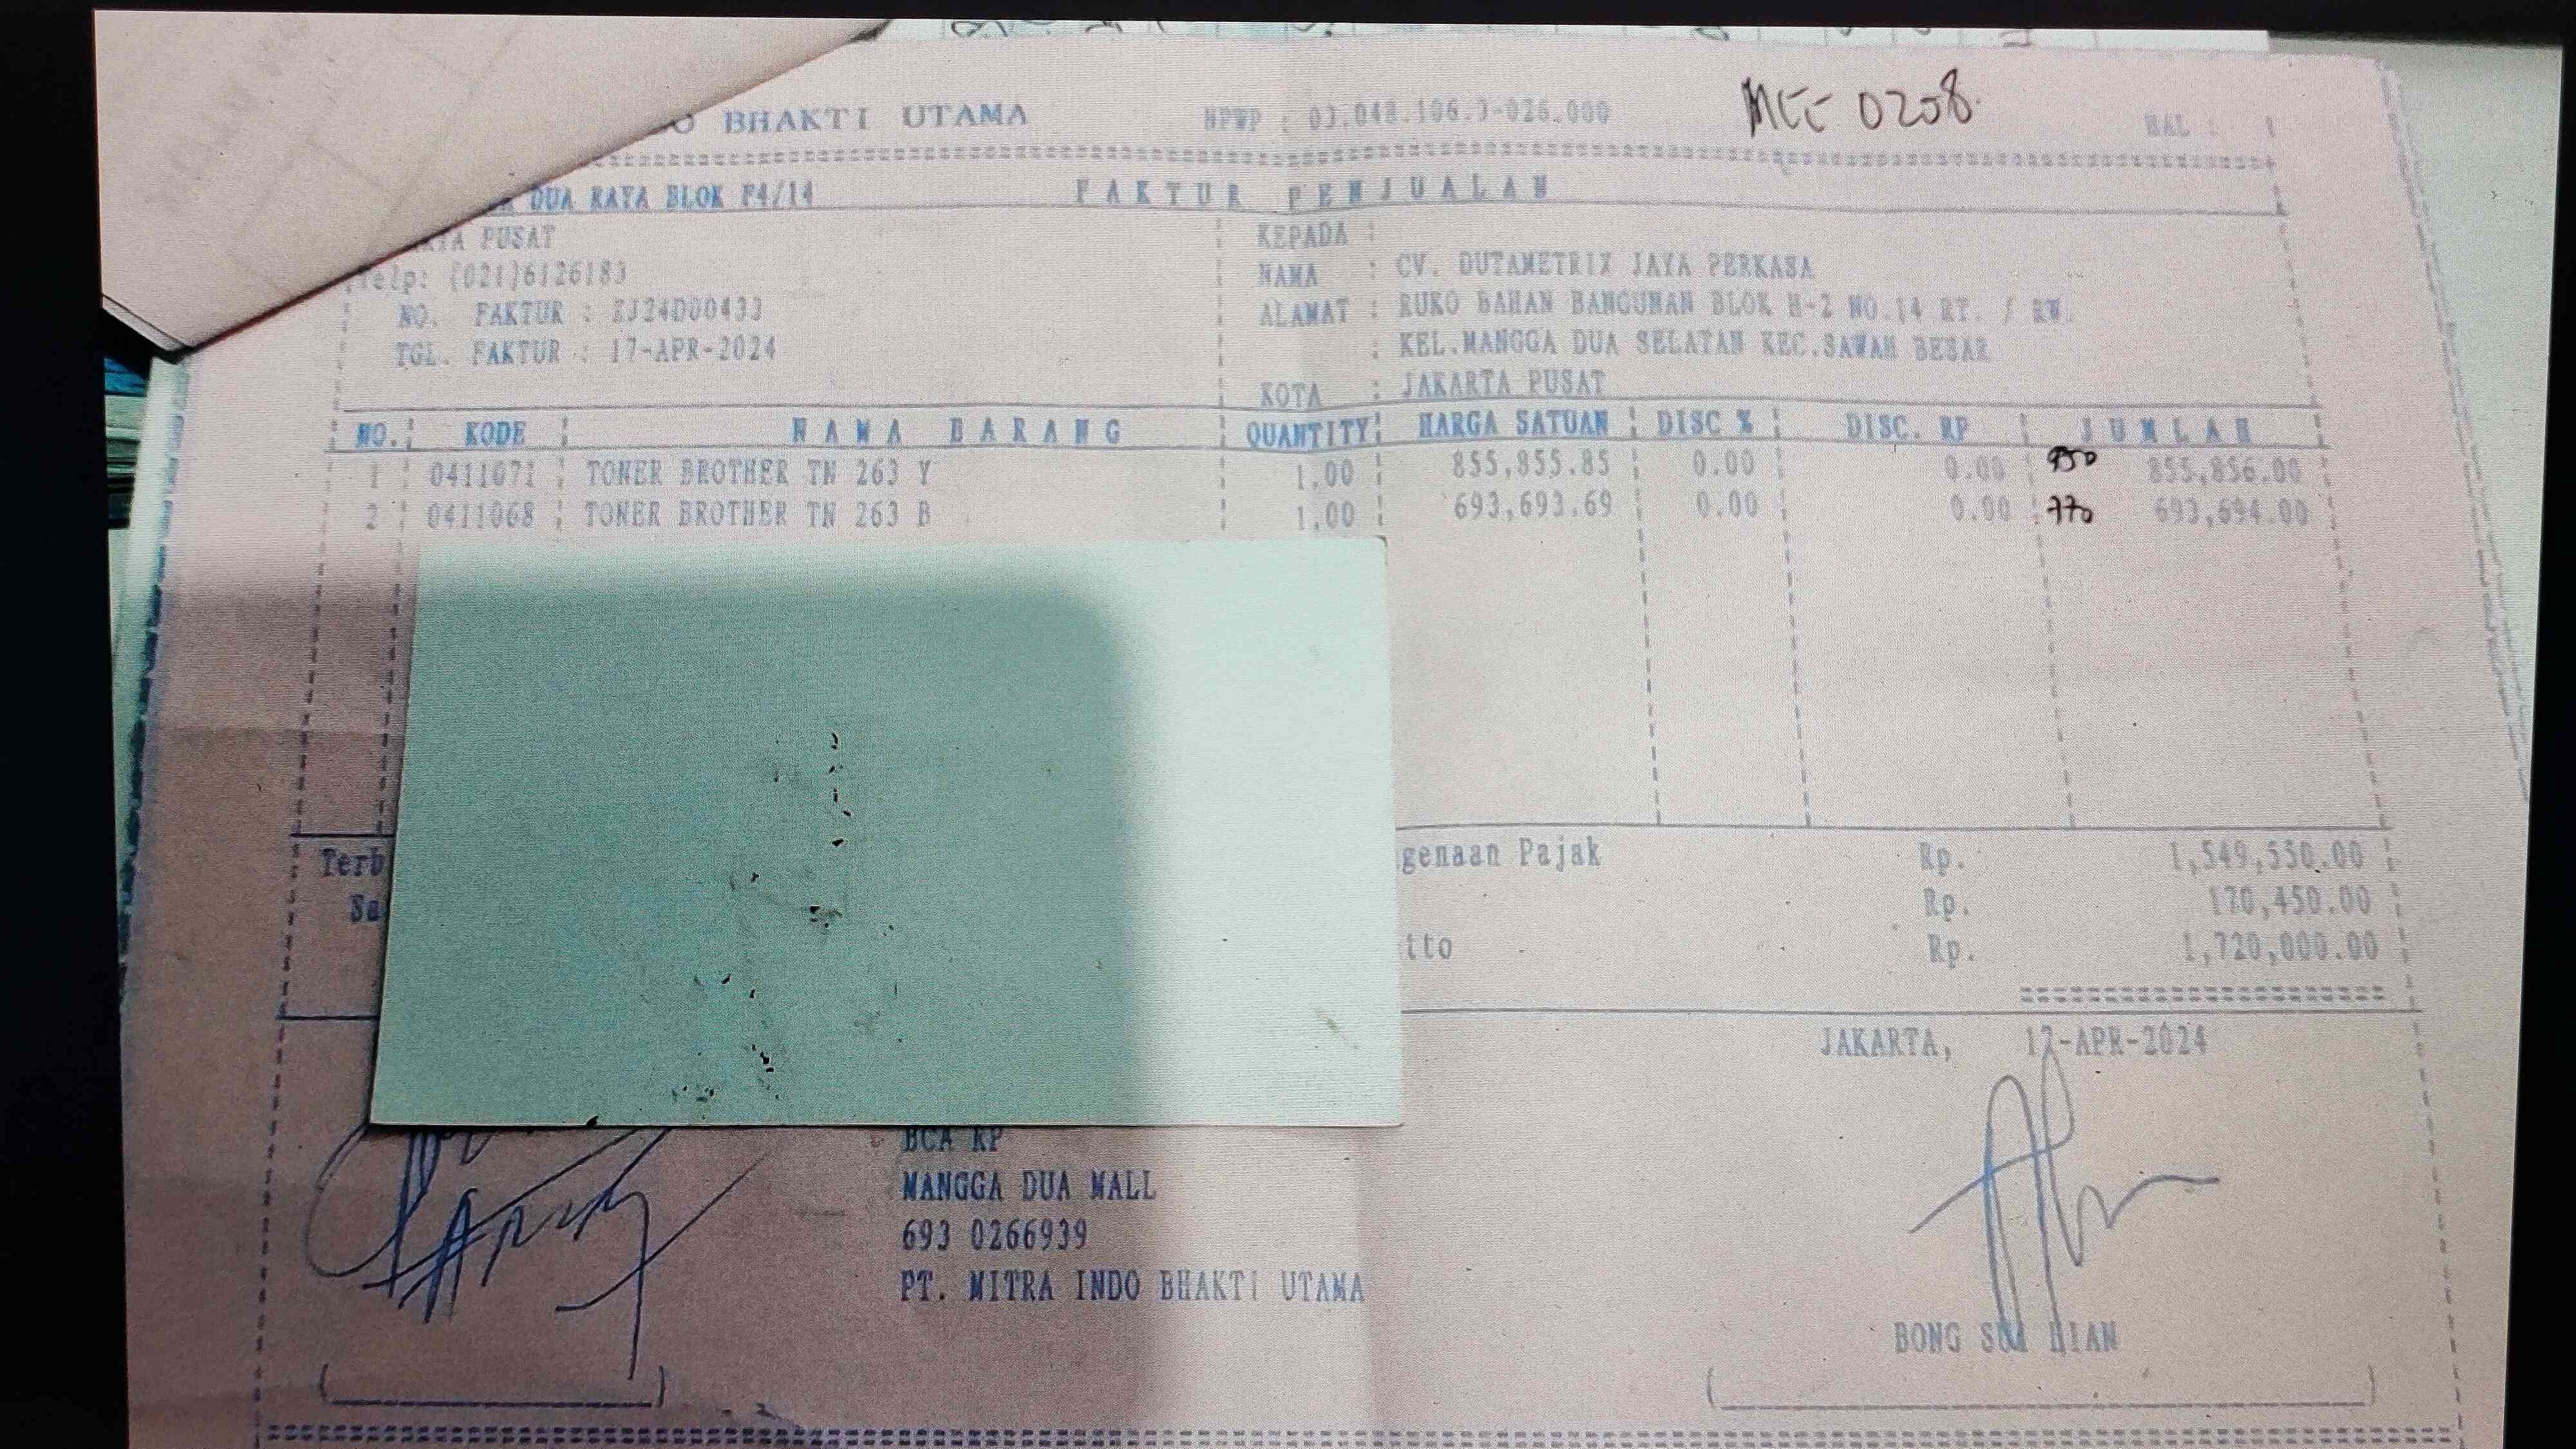 BHAKTI UTAMA NPWP : 03.048.106.3-026.000 0208 HAL : 1
DUA RAYA BLOK F4/14 FAKTUR PENJUALAN
PUSAT KEPADA :
Telp: (021)6126183 NAMA : CV. DUTAMETRIX JAYA PERKASA
NO. FAKTUR : ALAMAT : RUKO BAHAN BANGUNAN BLOK H-2 NO.14 RT. / RW.
TGL. FAKTUR : 17-APR-2024 : KEL.MANGGA DUA SELATAN KEC.SAWAH BESAR
KOTA : JAKARTA PUSAT
NO. KODE NAMA BARANG QUANTITY HARGA SATUAN DISC % DISC. RP JUMLAH
1 0411071 TONER BROTHER TN 263 Y 1.00 855,855.85 0.00 0.00 950 855,856.00
2 0411068 TONER BROTHER TN 263 B 1.00 693,693.69 0.00 0.00 770 693,694.00
genaan Pajak Rp. 1,549,550.00
Rp. 170,450.00
tto Rp. 1,720,000.00
JAKARTA, 17-APR-2024
BCA KP
MANGGA DUA MALL
693 0266939
PT. MITRA INDO BHAKTI UTAMA
BONG HIAN